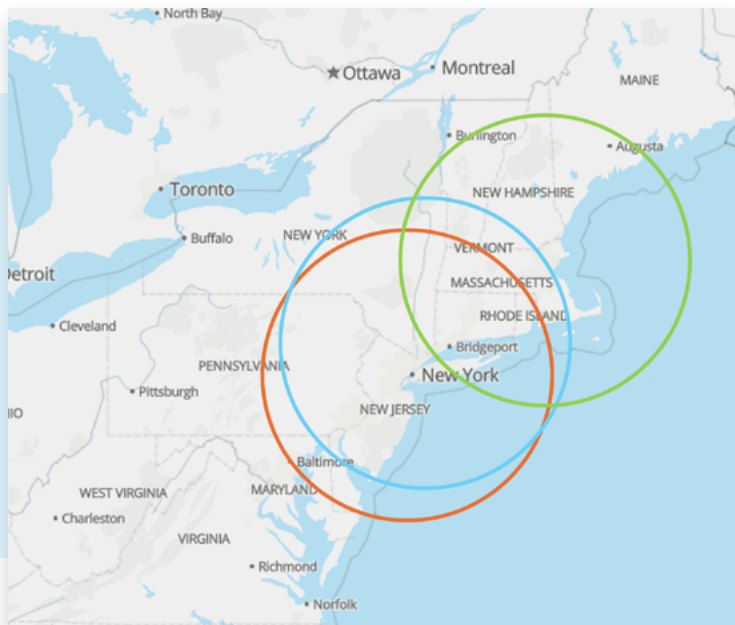 North Bay
Ottawa
Montreal
MAINE
Burlington
Augusta
Toronto
NEW HAMPSHIRE
Buffalo
NEW YORK
VERMONT
Detroit
MASSACHUSETTS
RHODE ISLAND
Cleveland
Bridgeport
PENNSYLVANIA
New York
Pittsburgh
NEW JERSEY
IO
Baltimore
WEST VIRGINIA
MARYLAND
Charleston
VIRGINIA
Richmond
Norfolk